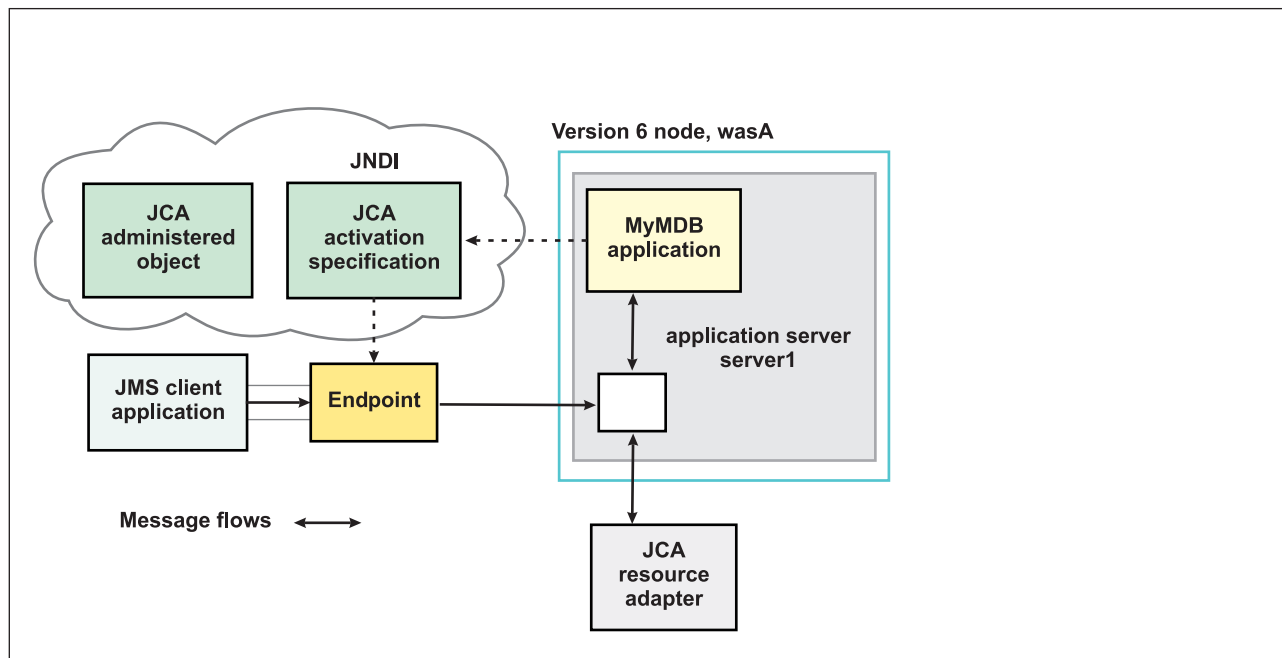 Version 6 node, wasA
JNDI
JCA
administered
object
JCA
activation
specification
MyMDB
application
application server
server1
JMS client
application
Endpoint
Message flows
JCA
resource
adapter